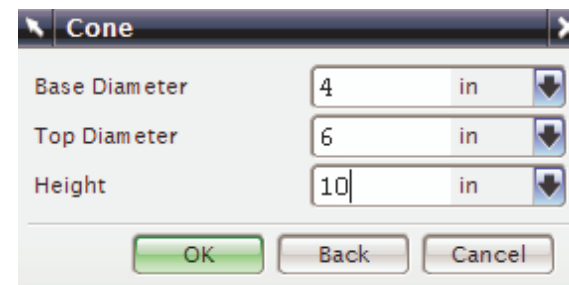 Cone
Base Diameter 4 in
Top Diameter 6 in
Height 10 in
OK Back Cancel